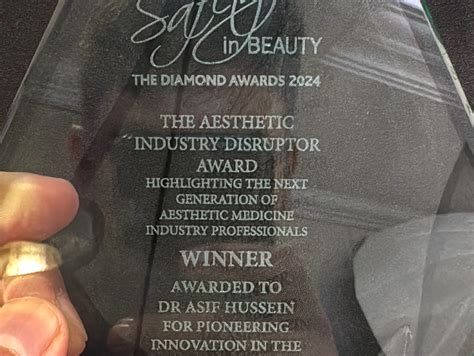 Safety
in BEAUTY
THE DIAMOND AWARDS 2024
THE AESTHETIC
"INDUSTRY DISRUPTOR
AWARD
HIGHLIGHTING THE NEXT
GENERATION OF
AESTHETIC MEDICINE
INDUSTRY PROFESSIONALS
WINNER
AWARDED TO
DR ASIF HUSSEIN
FOR PIONEERING
INNOVATION IN THE